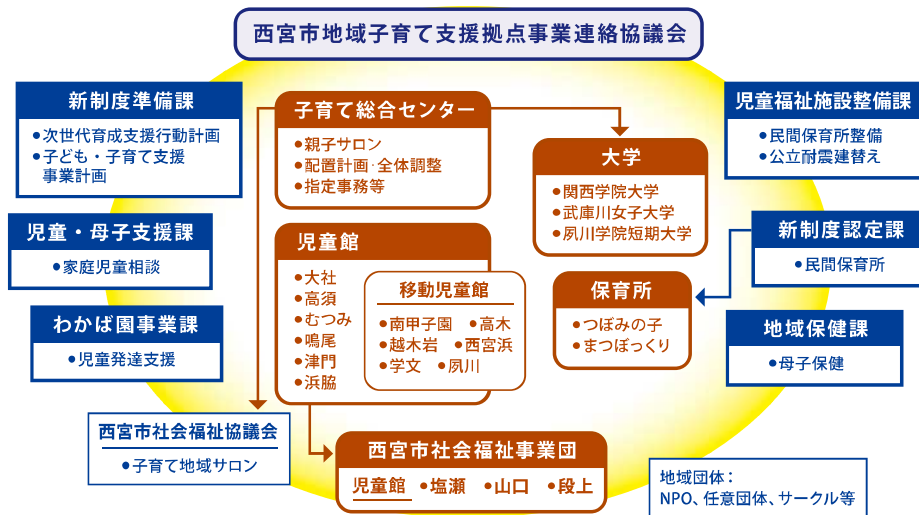 西宮市地域子育て支援拠点事業連絡協議会
新制度準備課
●次世代育成支援行動計画
●子ども・子育て支援
事業計画
児童・母子支援課
●家庭児童相談
わかば園事業課
●児童発達支援
子育て総合センター
●親子サロン
●配置計画・全体調整
●指定事務等
児童館
●大社
●高須
●むつみ
●鳴尾
●津門
●浜脇
移動児童館
●南甲子園 ●高木
●越木岩 ●西宮浜
●学文 ●夙川
大学
●関西学院大学
●武庫川女子大学
●夙川学院短期大学
保育所
●つぼみの子
●まつぼっくり
児童福祉施設整備課
●民間保育所整備
●公立耐震建替え
新制度認定課
●民間保育所
地域保健課
●母子保健
西宮市社会福祉協議会
●子育て地域サロン
西宮市社会福祉事業団
児童館 ●塩瀬 ●山口 ●段上
地域団体：
NPO、任意団体、サークル等